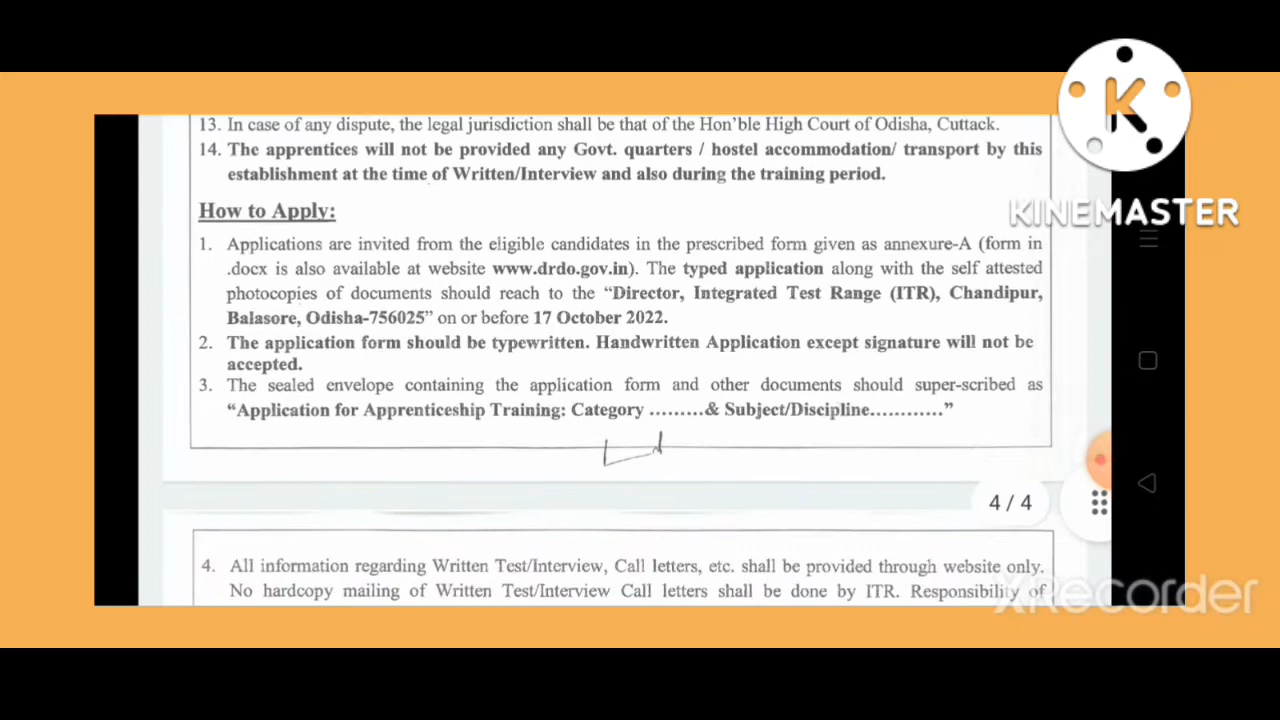 13. In case of any dispute, the legal jurisdiction shall be that of the Hon'ble High Court of Odisha, Cuttack.
14. The apprentices will not be provided any Govt. quarters / hostel accommodation/ transport by this
establishment at the time of Written/Interview and also during the training period.
How to Apply:
1. Applications are invited from the eligible candidates in the prescribed form given as annexure-A (form in
.docx is also available at website www.drdo.gov.in). The typed application along with the self attested
photocopies of documents should reach to the “Director, Integrated Test Range (ITR), Chandipur,
Balasore, Odisha-756025” on or before 17 October 2022.
2. The application form should be typewritten. Handwritten Application except signature will not be
accepted.
3. The sealed envelope containing the application form and other documents should super-scribed as
“Application for Apprenticeship Training: Category .........& Subject/Discipline............”
4 / 4
4. All information regarding Written Test/Interview, Call letters, etc. shall be provided through website only.
No hardcopy mailing of Written Test/Interview Call letters shall be done by ITR. Responsibility of
K
KINEMASTER
XRecorder